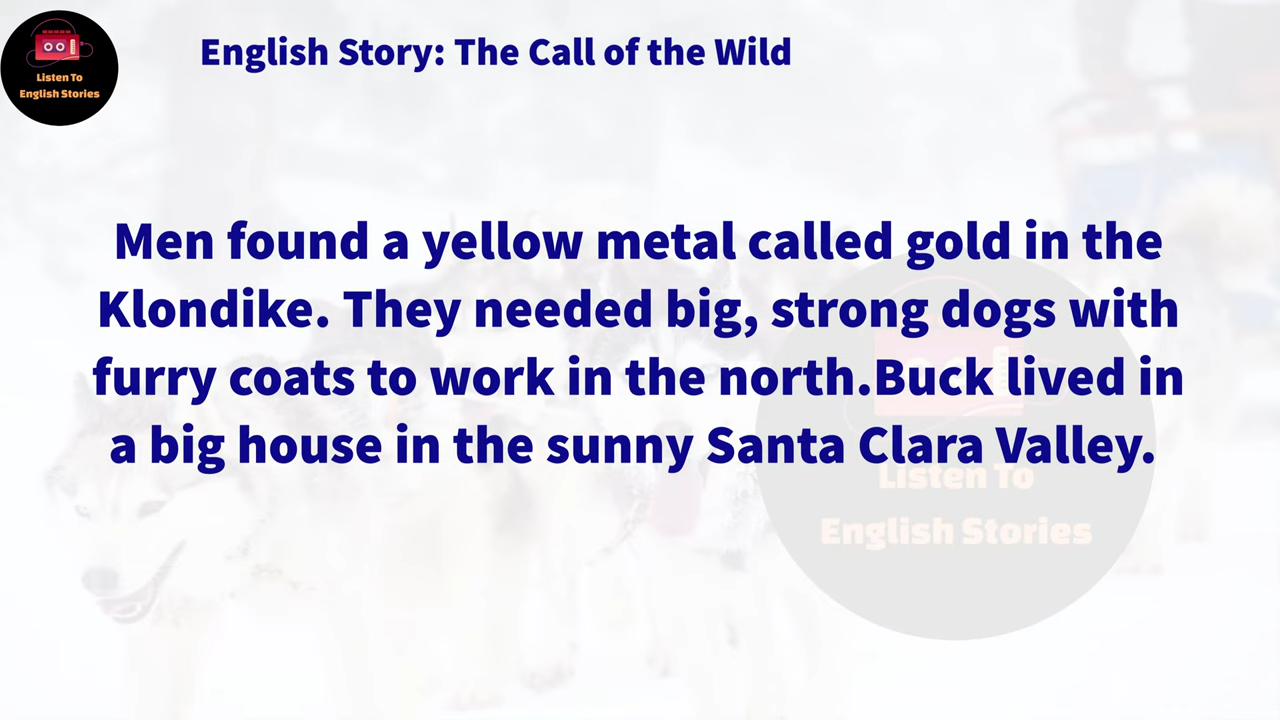 Listen To
English Stories
English Story: The Call of the Wild
Men found a yellow metal called gold in the
Klondike. They needed big, strong dogs with
furry coats to work in the north.Buck lived in
a big house in the sunny Santa Clara Valley.
Listen To
English Stories